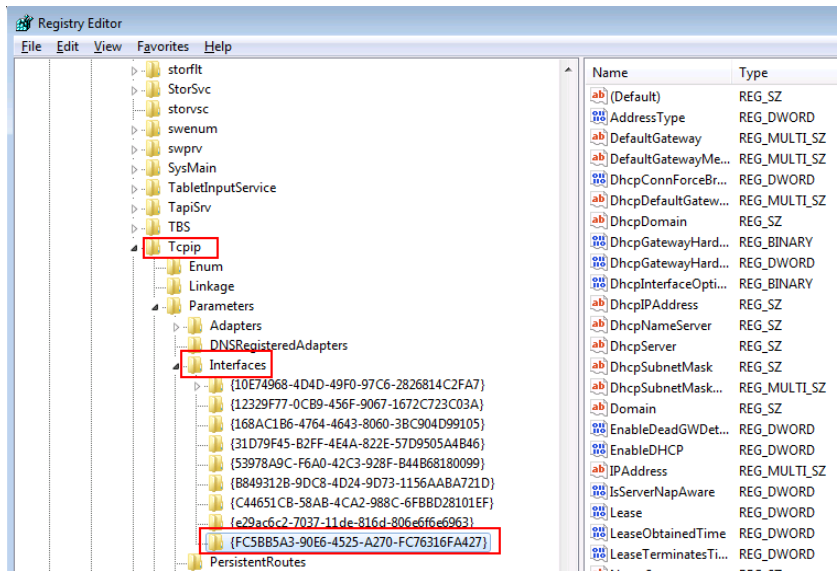 Registry Editor
File Edit View Favorites Help
storflt
StorSvc
storvsc
swenum
swprv
SysMain
TabletInputService
TapiSrv
TBS
Tcpip
Enum
Linkage
Parameters
Adapters
DNSRegisteredAdapters
Interfaces
{10E74968-4D4D-49F0-97C6-2826814C2FA7}
{12329F77-0CB9-456F-9067-1672C723C03A}
{168AC1B6-4764-4643-8060-3BC904D99105}
{31D79F45-B2FF-4E4A-822E-57D9505A4B46}
{53978A9C-F6A0-42C3-928F-B44B68180099}
{B849312B-9DC8-4D24-9D73-1156AABA721D}
{C44651CB-58AB-4CA2-988C-6FBBD28101EF}
{e29ac6c2-7037-11de-816d-806e6f6e6963}
{FC5BB5A3-90E6-4525-A270-FC76316FA427}
PersistentRoutes
Name Type
(Default) REG_SZ
AddressType REG_DWORD
DefaultGateway REG_MULTI_SZ
DefaultGatewayMe... REG_MULTI_SZ
DhcpConnForceBr... REG_DWORD
DhcpDefaultGatew... REG_MULTI_SZ
DhcpDomain REG_SZ
DhcpGatewayHard... REG_BINARY
DhcpGatewayHard... REG_DWORD
DhcpInterfaceOpti... REG_BINARY
DhcpIPAddress REG_SZ
DhcpNameServer REG_SZ
DhcpServer REG_SZ
DhcpSubnetMask REG_SZ
DhcpSubnetMask... REG_MULTI_SZ
Domain REG_SZ
EnableDeadGWDet... REG_DWORD
EnableDHCP REG_DWORD
IPAddress REG_MULTI_SZ
IsServerNapAware REG_DWORD
Lease REG_DWORD
LeaseObtainedTime REG_DWORD
LeaseTerminatesTi... REG_DWORD